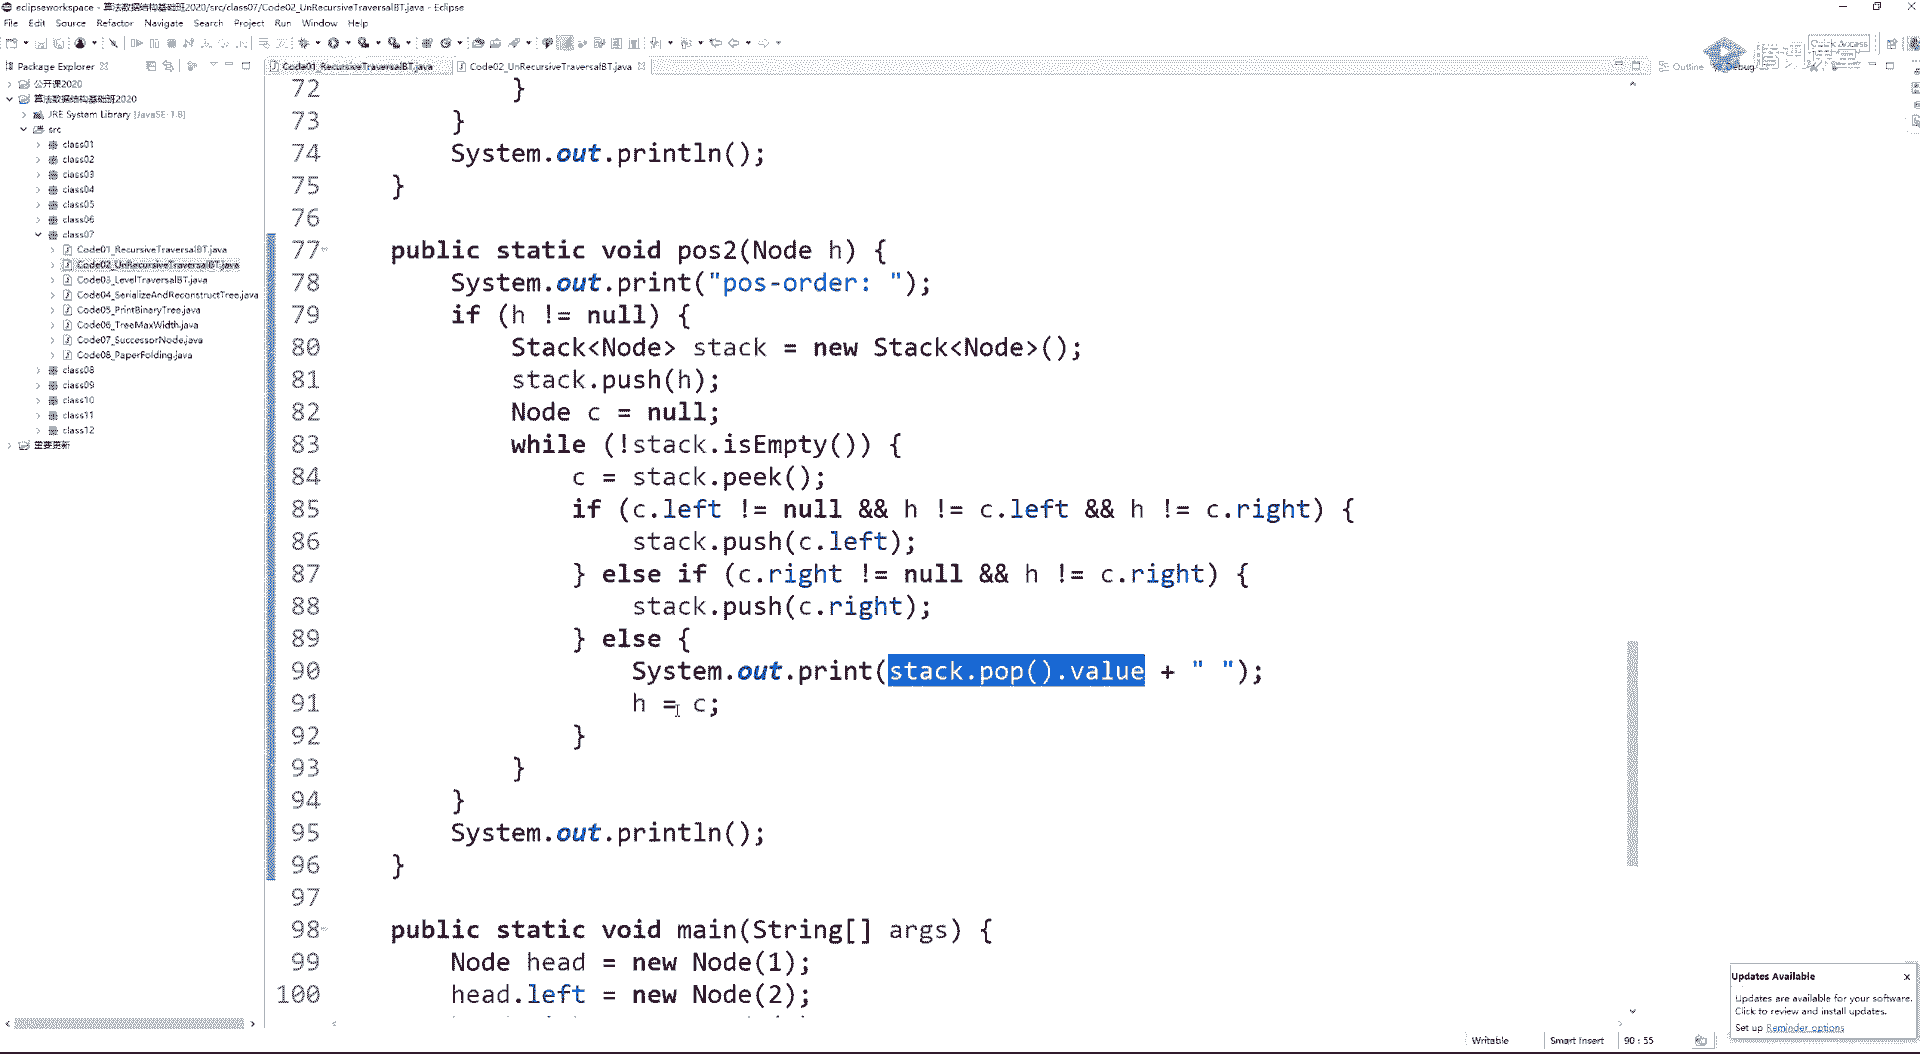 eclipseworkspace - 算法数据结构基础班2020/src/class07/Code02_UnRecursiveTraversalBT.java - Eclipse
File Edit Source Refactor Navigate Search Project Run Window Help
Quick Access
Package Explorer
Code01_RecursiveTraversalBT.java
Code02_UnRecursiveTraversalBT.java
Outline
Debug
公开课2020
算法数据结构基础班2020
JRE System Library [JavaSE-1.8]
src
class01
class02
class03
class04
class05
class06
class07
Code01_RecursiveTraversalBT.java
Code02_UnRecursiveTraversalBT.java
Code03_LevelTraversalBT.java
Code04_SerializeAndReconstructTree.java
Code05_PrintBinaryTree.java
Code06_TreeMaxWidth.java
Code07_SuccessorNode.java
Code08_PaperFolding.java
class08
class09
class10
class11
class12
重要更新
72 }
73 }
74 System.out.println();
75 }
76
77 public static void pos2(Node h) {
78 System.out.print("pos-order: ");
79 if (h != null) {
80 Stack<Node> stack = new Stack<Node>();
81 stack.push(h);
82 Node c = null;
83 while (!stack.isEmpty()) {
84 c = stack.peek();
85 if (c.left != null && h != c.left && h != c.right) {
86 stack.push(c.left);
87 } else if (c.right != null && h != c.right) {
88 stack.push(c.right);
89 } else {
90 System.out.print(stack.pop().value + " ");
91 h = c;
92 }
93 }
94 }
95 System.out.println();
96 }
97
98 public static void main(String[] args) {
99 Node head = new Node(1);
100 head.left = new Node(2);
Updates Available
Updates are available for your software.
Click to review and install updates.
Set up Reminder options
Writable
Smart Insert
90 : 55